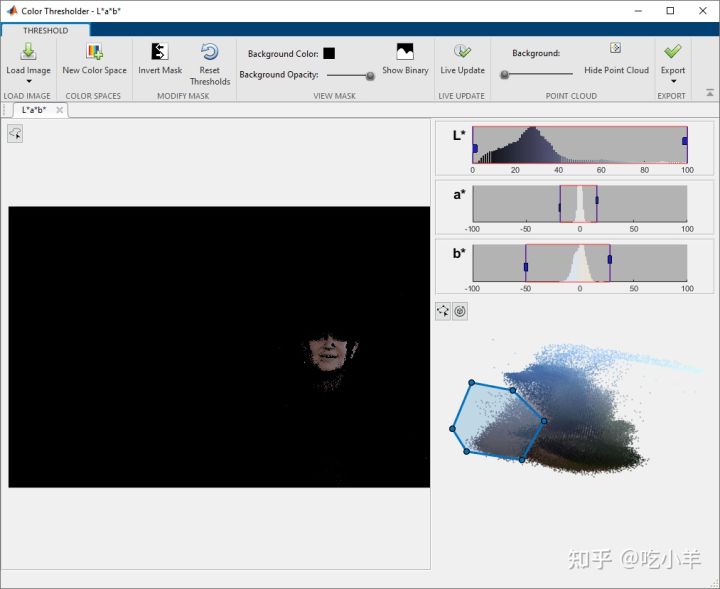 Color Thresholder - L*a*b*
THRESHOLD
Load Image
New Color Space
Invert Mask
Reset Thresholds
Background Color:
Background Opacity:
Show Binary
Live Update
Background:
Hide Point Cloud
Export
LOAD IMAGE
COLOR SPACES
MODIFY MASK
VIEW MASK
LIVE UPDATE
POINT CLOUD
EXPORT
L*a*b*
L*
0 20 40 60 80 100
a*
-100 -50 0 50 100
b*
-100 -50 0 50 100
知乎 @吃小羊